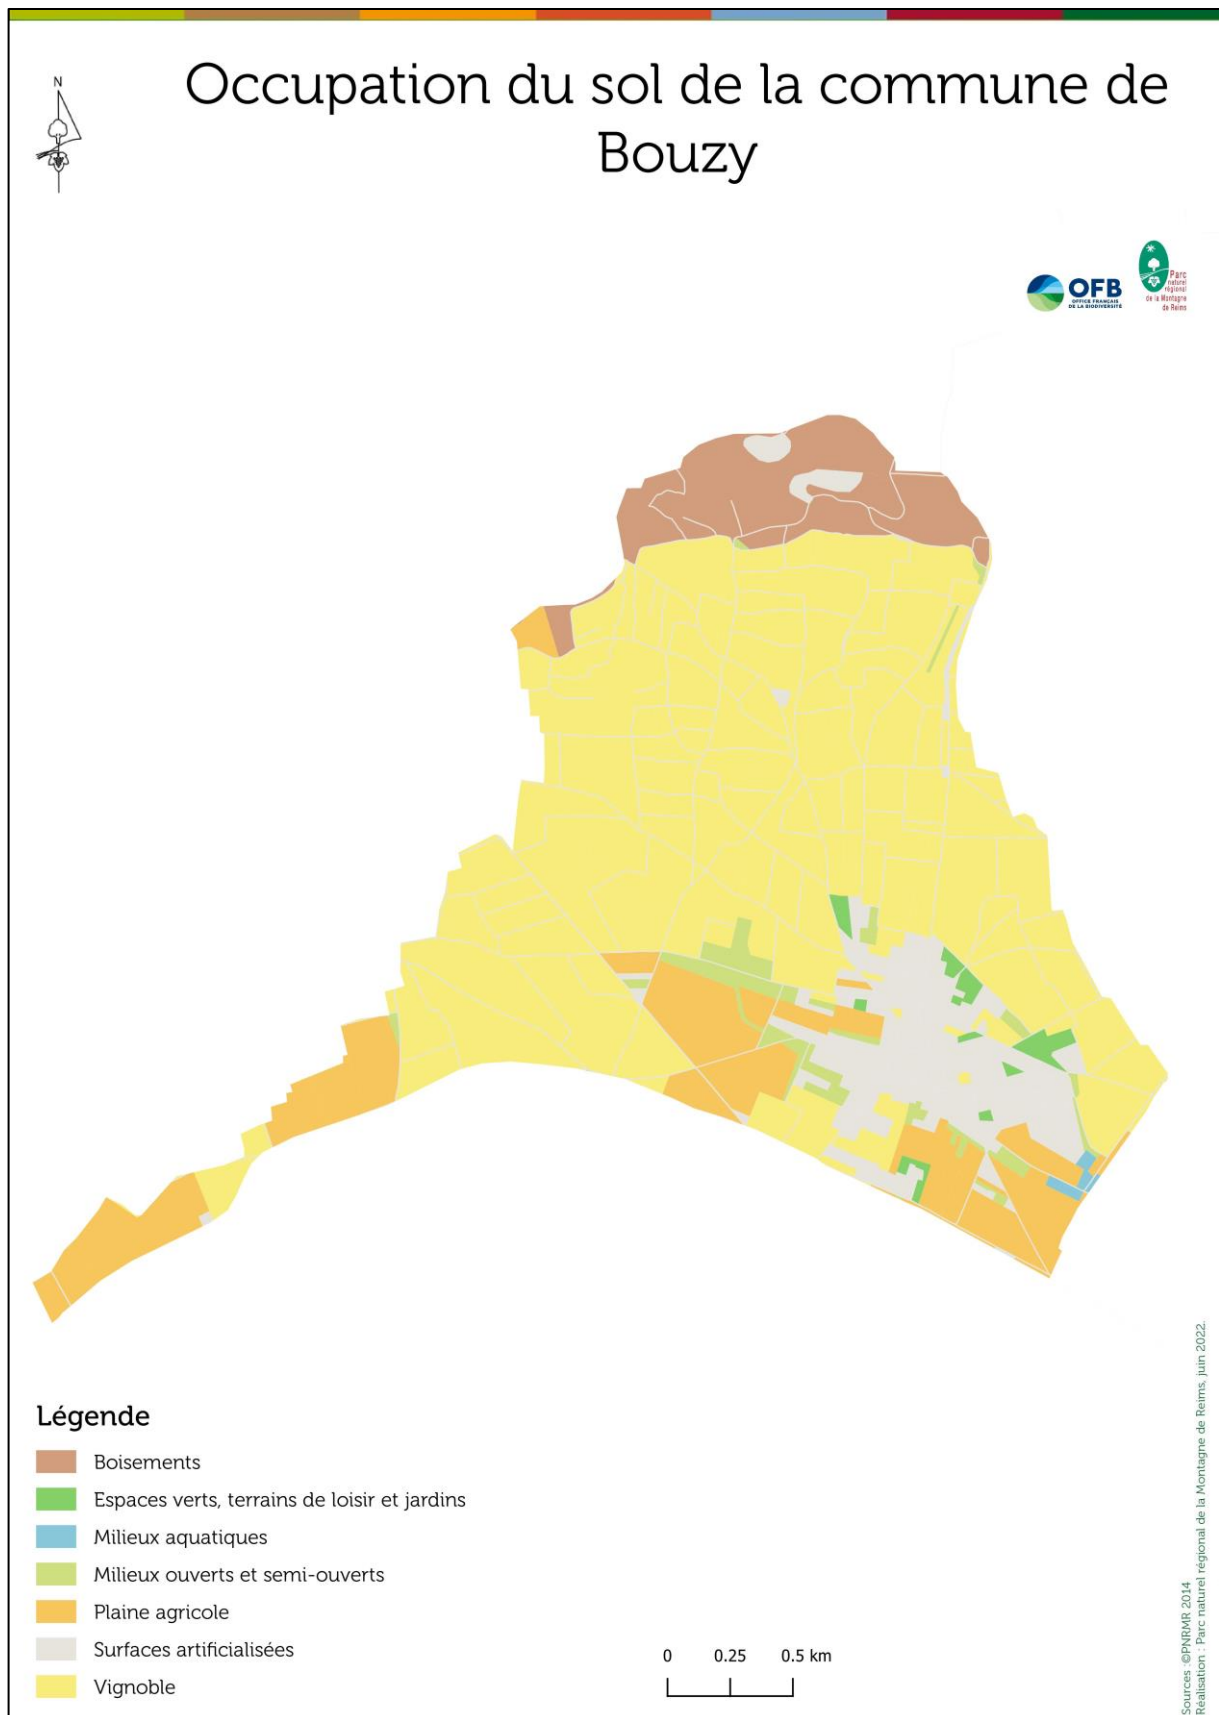 Occupation du sol de la commune de
Bouzy
N
OFB
OFFICE FRANÇAIS
DE LA BIODIVERSITÉ
Parc
naturel
régional
de la Montagne
de Reims
Légende
Boisements
Espaces verts, terrains de loisir et jardins
Milieux aquatiques
Milieux ouverts et semi-ouverts
Plaine agricole
Surfaces artificialisées
Vignoble
0 0.25 0.5 km
Sources :©PNRMR 2014
Réalisation : Parc naturel régional de la Montagne de Reims, juin 2022.